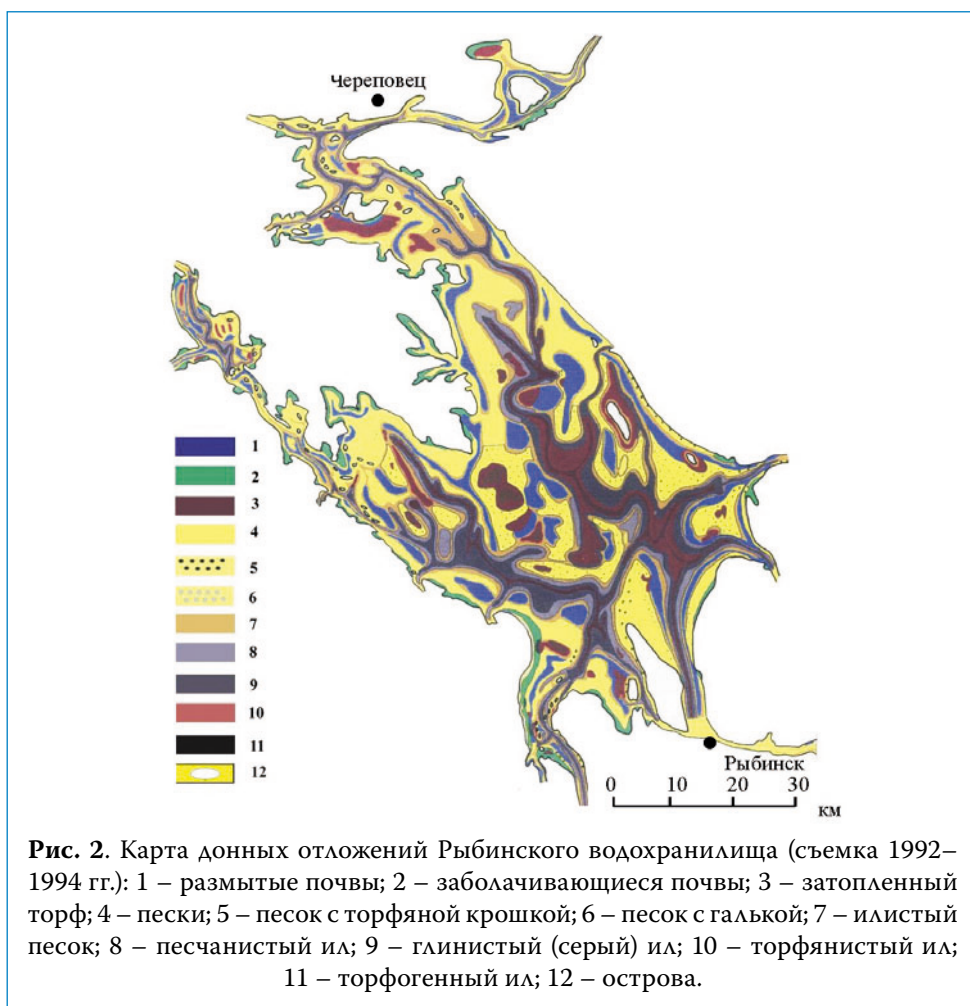 Череповец
1
2
3
4
5
6
7
8
9
10
11
12
Рыбинск
0 10 20 30
км
Рис. 2. Карта донных отложений Рыбинского водохранилища (съемка 1992–
1994 гг.): 1 – размытые почвы; 2 – заболачивающиеся почвы; 3 – затопленный
торф; 4 – пески; 5 – песок с торфяной крошкой; 6 – песок с галькой; 7 – илистый
песок; 8 – песчанистый ил; 9 – глинистый (серый) ил; 10 – торфянистый ил;
11 – торфогенный ил; 12 – острова.